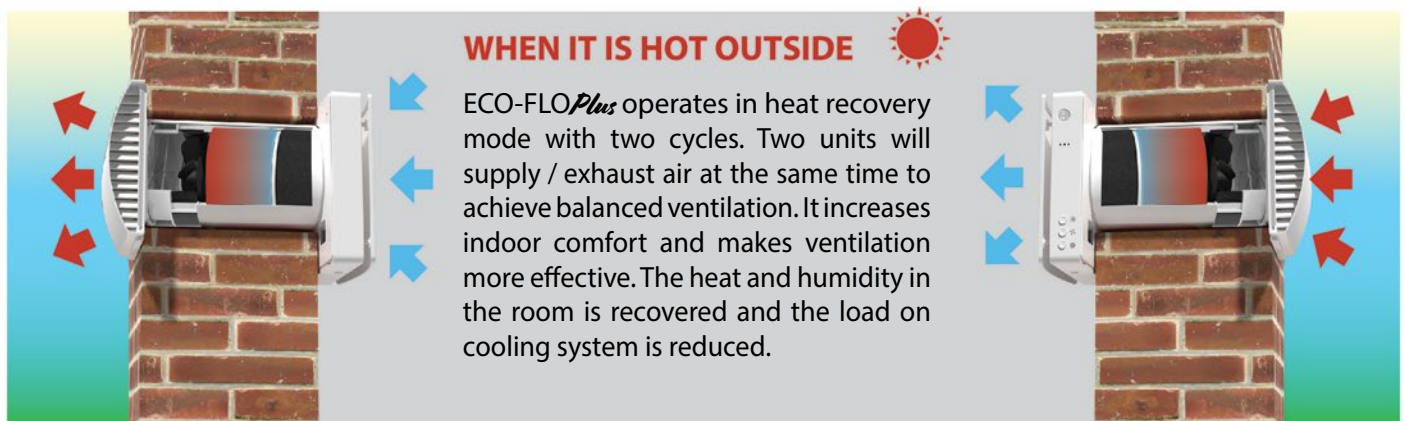 WHEN IT IS HOT OUTSIDE
ECO-FLOPlus operates in heat recovery
mode with two cycles. Two units will
supply / exhaust air at the same time to
achieve balanced ventilation. It increases
indoor comfort and makes ventilation
more effective. The heat and humidity in
the room is recovered and the load on
cooling system is reduced.